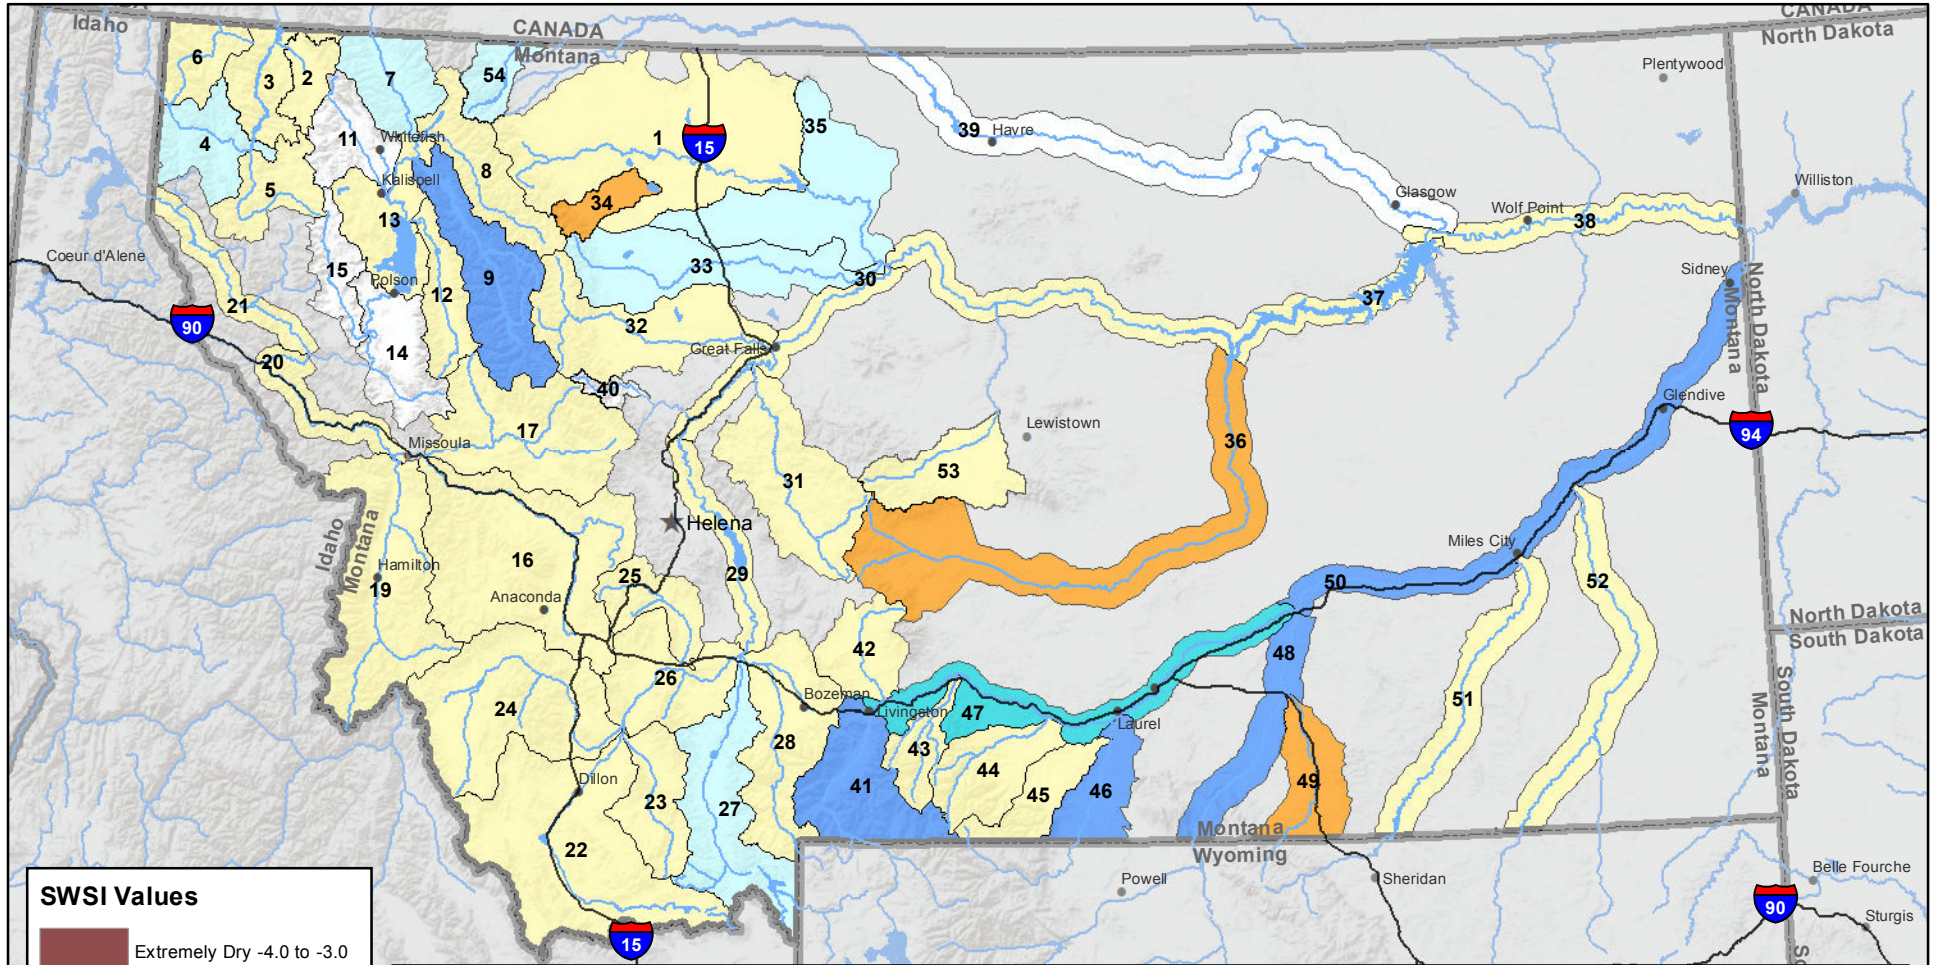 CANADA
Idaho
CANADA
Montana
CANADA
North Dakota
Plentywood
6
3
2
7
54
4
11
Whitefish
8
1
15
35
39
Havre
5
Kalispell
13
34
Glasgow
Wolf Point
38
Williston
Coeur d'Alene
21
15
Polson
12
9
33
30
37
Sidney
North Dakota
Montana
90
20
14
32
Great Falls
40
17
Missoula
Lewistown
36
Glendive
94
31
53
Helena
Idaho
Montana
Hamilton
19
16
Anaconda
25
29
Miles City
50
52
North Dakota
South Dakota
42
26
24
Bozeman
Livingston
47
Laurel
48
51
South Dakota
Montana
28
43
44
45
46
49
41
Dillon
23
27
22
Montana
Wyoming
Powell
Sheridan
Belle Fourche
90
Sturgis
15
So
SWSI Values
Extremely Dry -4.0 to -3.0